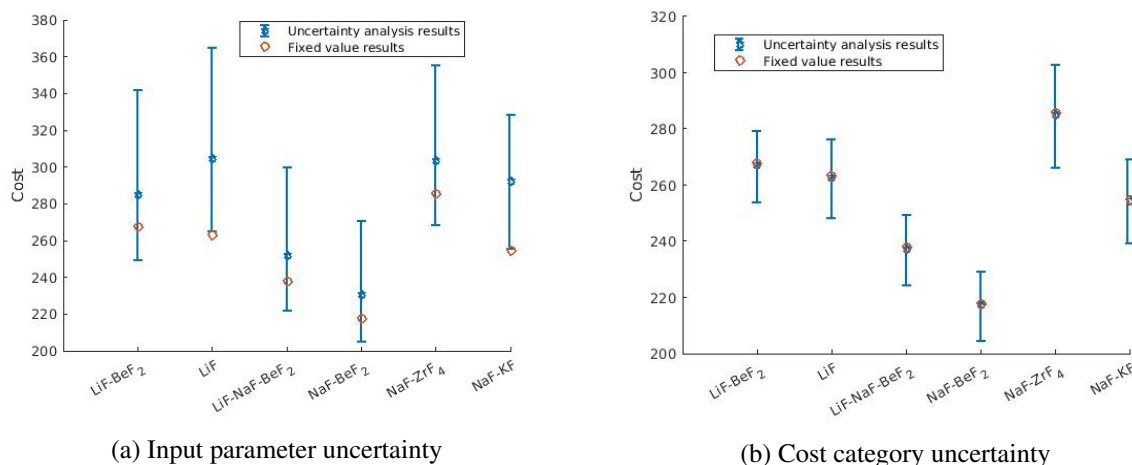 380
360
340
320
300
280
260
240
220
200
Cost
Uncertainty analysis results
Fixed value results
LiF-BeF₂
LiF
LiF-NaF-BeF₂
NaF-BeF₂
NaF-ZrF₄
NaF-KF
(a) Input parameter uncertainty
320
300
280
260
240
220
200
Cost
Uncertainty analysis results
Fixed value results
LiF-BeF₂
LiF
LiF-NaF-BeF₂
NaF-BeF₂
NaF-ZrF₄
NaF-KF
(b) Cost category uncertainty